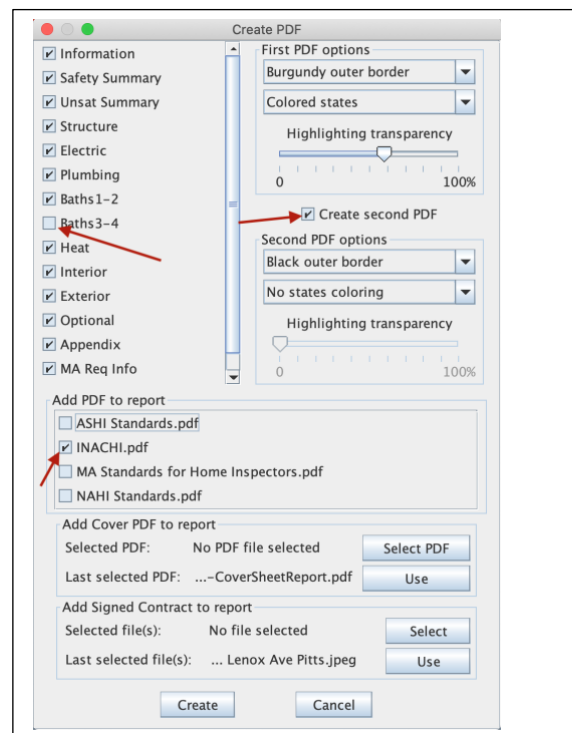 Create PDF
Information
Safety Summary
Unsat Summary
Structure
Electric
Plumbing
Baths1-2
Baths3-4
Heat
Interior
Exterior
Optional
Appendix
MA Req Info
First PDF options
Burgundy outer border
Colored states
Highlighting transparency
0 100%
Create second PDF
Second PDF options
Black outer border
No states coloring
Highlighting transparency
0 100%
Add PDF to report
ASHI Standards.pdf
INACHI.pdf
MA Standards for Home Inspectors.pdf
NAHI Standards.pdf
Add Cover PDF to report
Selected PDF: No PDF file selected Select PDF
Last selected PDF: ...-CoverSheetReport.pdf Use
Add Signed Contract to report
Selected file(s): No file selected Select
Last selected file(s): ... Lenox Ave Pitts.jpeg Use
Create Cancel